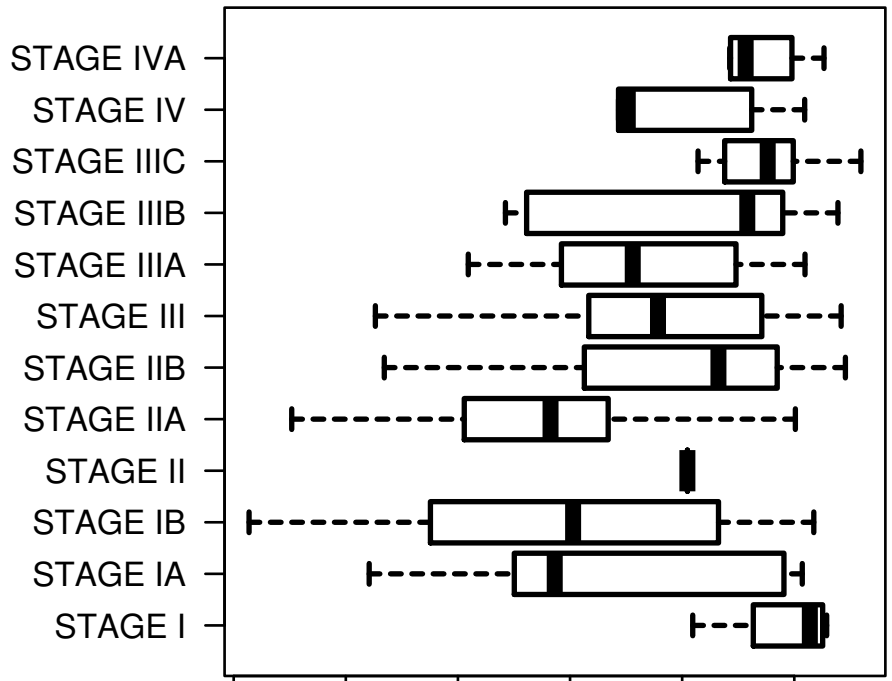 STAGE IVA
STAGE IV
STAGE IIIC
STAGE IIIB
STAGE IIIA
STAGE III
STAGE IIB
STAGE IIA
STAGE II
STAGE IB
STAGE IA
STAGE I